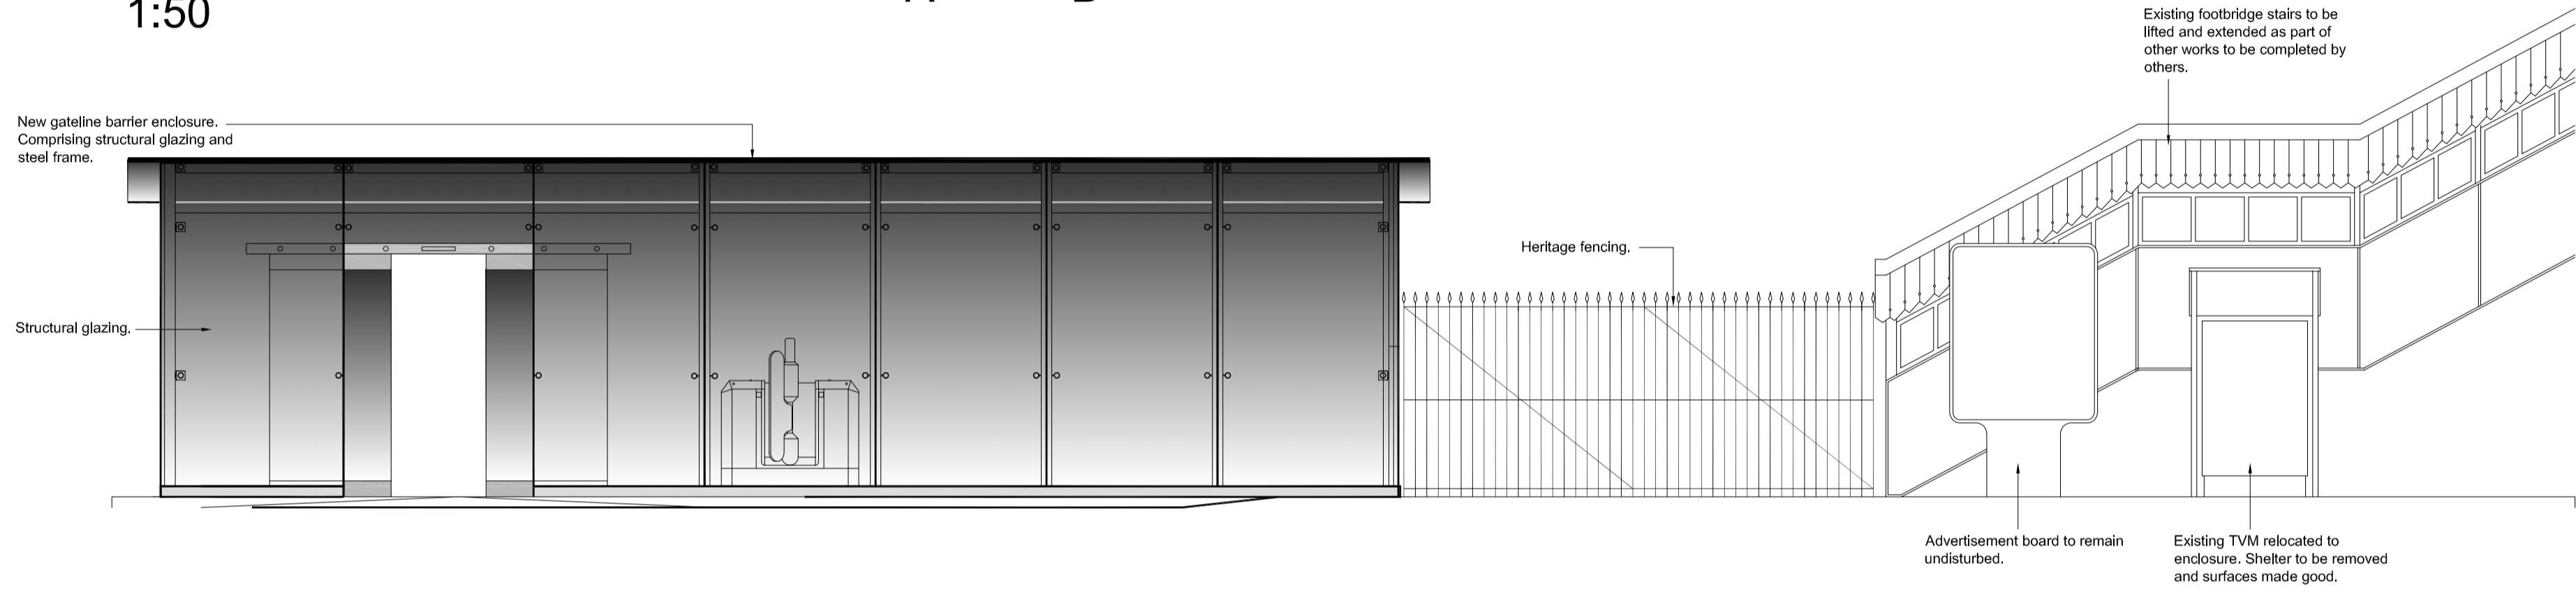 1:50
Existing footbridge stairs to be
lifted and extended as part of
other works to be completed by
others.
New gateline barrier enclosure.
Comprising structural glazing and
steel frame.
Heritage fencing.
Structural glazing.
Advertisement board to remain
undisturbed.
Existing TVM relocated to
enclosure. Shelter to be removed
and surfaces made good.